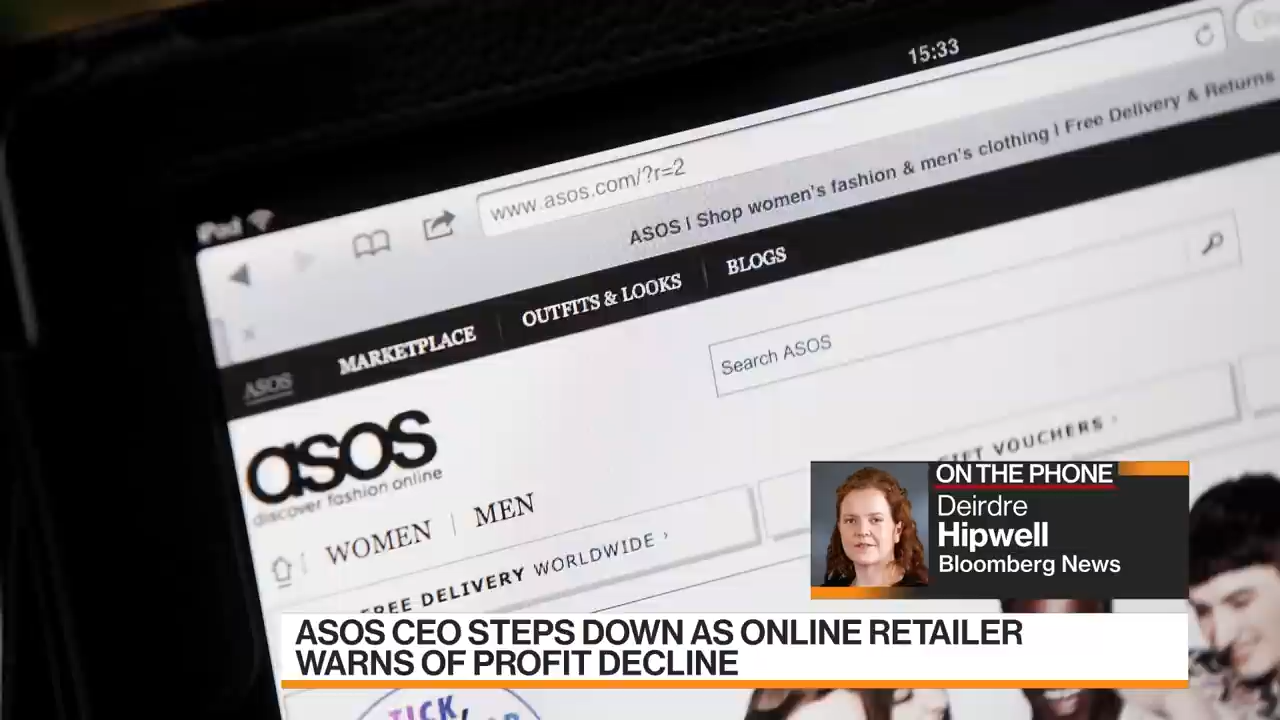 15:33
iPad
www.asos.com/?r=2
ASOS | Shop women's fashion & men's clothing | Free Delivery & Returns
ASOS
MARKETPLACE
OUTFITS & LOOKS
BLOGS
Search ASOS
asos
discover fashion online
WOMEN | MEN
GIFT VOUCHERS ›
FREE DELIVERY WORLDWIDE ›
ON THE PHONE
Deirdre
Hipwell
Bloomberg News
ASOS CEO STEPS DOWN AS ONLINE RETAILER
WARNS OF PROFIT DECLINE
TICK,